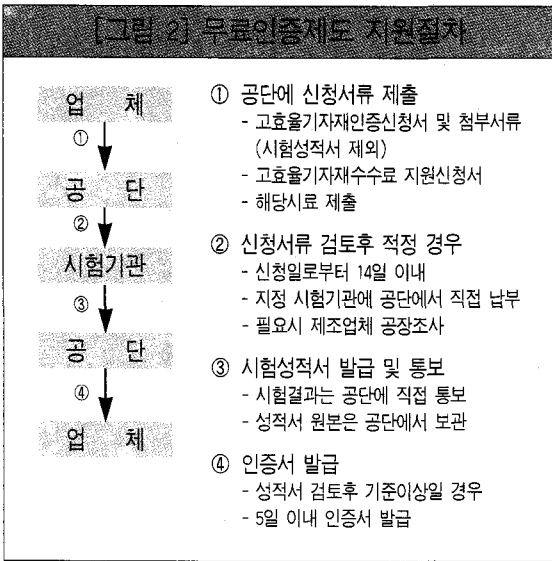 [그림 2] 무료인증제도 지원절차
업 체
①
공 단
②
시험기관
③
공 단
④
업 체
① 공단에 신청서류 제출
- 고효율기자재인증신청서 및 첨부서류
(시험성적서 제외)
- 고효율기자재수수료 지원신청서
- 해당시료 제출
② 신청서류 검토후 적정 경우
- 신청일로부터 14일 이내
- 지정 시험기관에 공단에서 직접 납부
- 필요시 제조업체 공장조사
③ 시험성적서 발급 및 통보
- 시험결과는 공단에 직접 통보
- 성적서 원본은 공단에서 보관
④ 인증서 발급
- 성적서 검토후 기준이상일 경우
- 5일 이내 인증서 발급